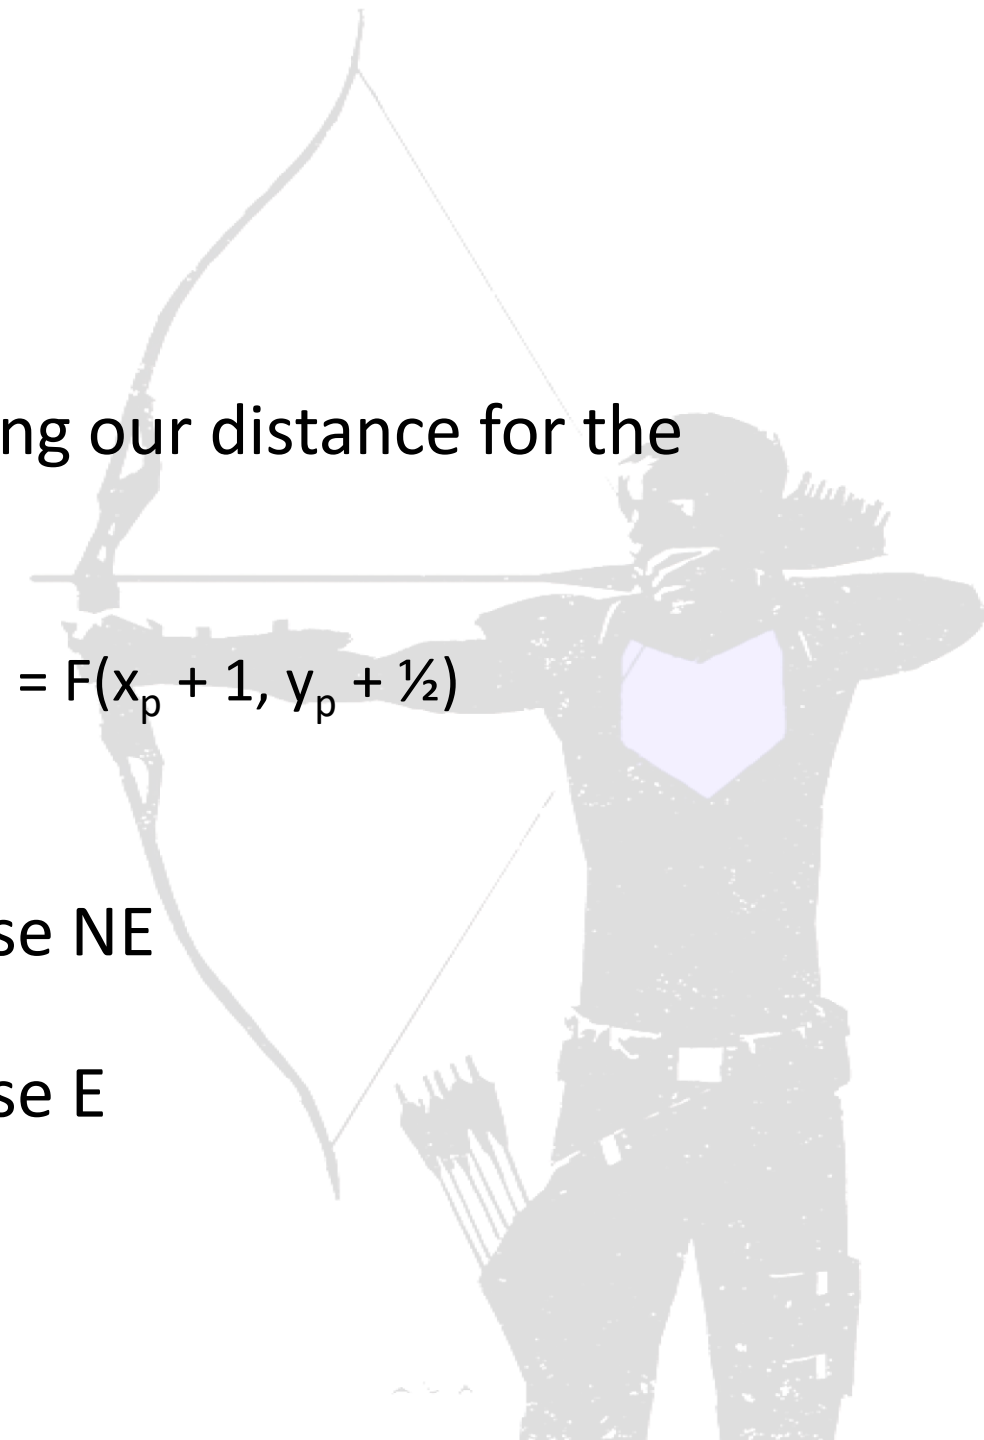 ng our distance for the
= F(xₚ + 1, yₚ + ½)
se NE
se E